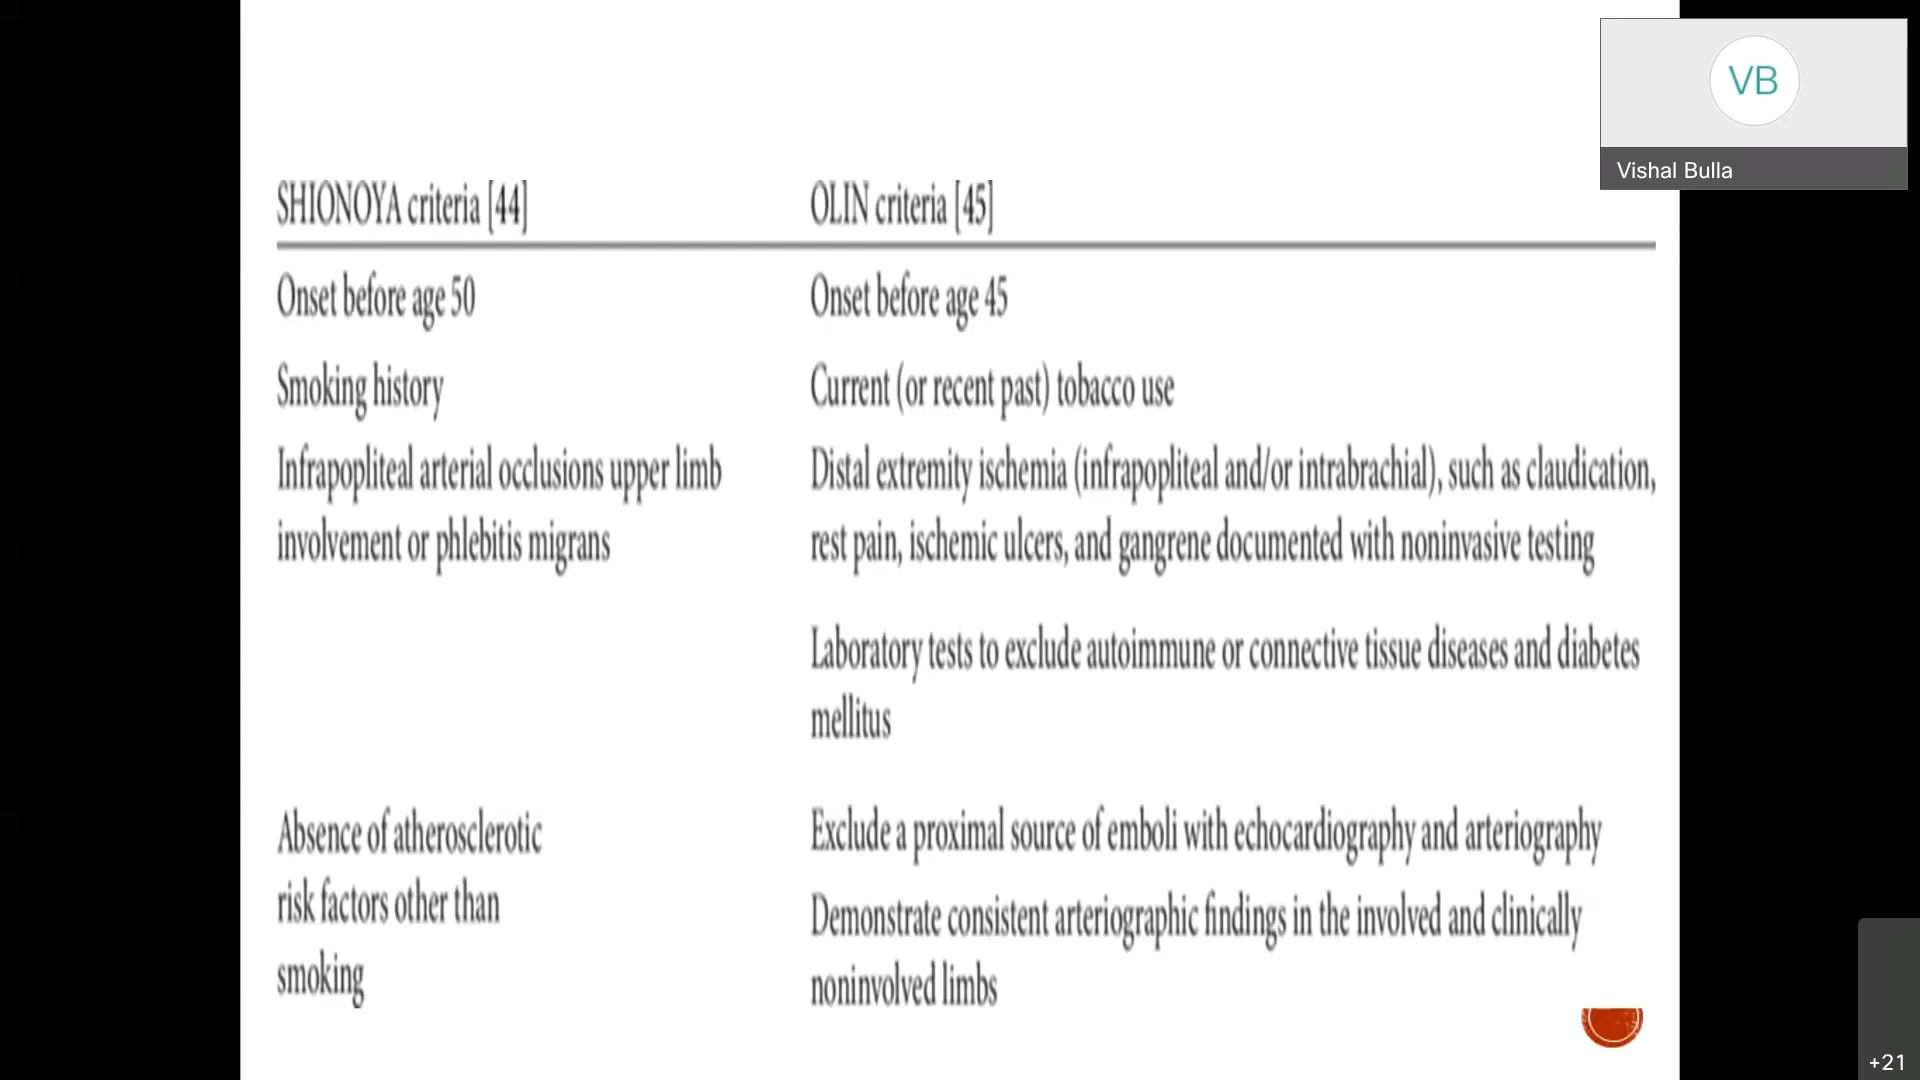 VB
Vishal Bulla
SHIONOYA criteria [44]
OLIN criteria [45]
Onset before age 50
Onset before age 45
Smoking history
Current (or recent past) tobacco use
Infrapopliteal arterial occlusions upper limb
involvement or phlebitis migrans
Distal extremity ischemia (infrapopliteal and/or intrabrachial), such as claudication,
rest pain, ischemic ulcers, and gangrene documented with noninvasive testing
Laboratory tests to exclude autoimmune or connective tissue diseases and diabetes
mellitus
Absence of atherosclerotic
risk factors other than
smoking
Exclude a proximal source of emboli with echocardiography and arteriography
Demonstrate consistent arteriographic findings in the involved and clinically
noninvolved limbs
+21